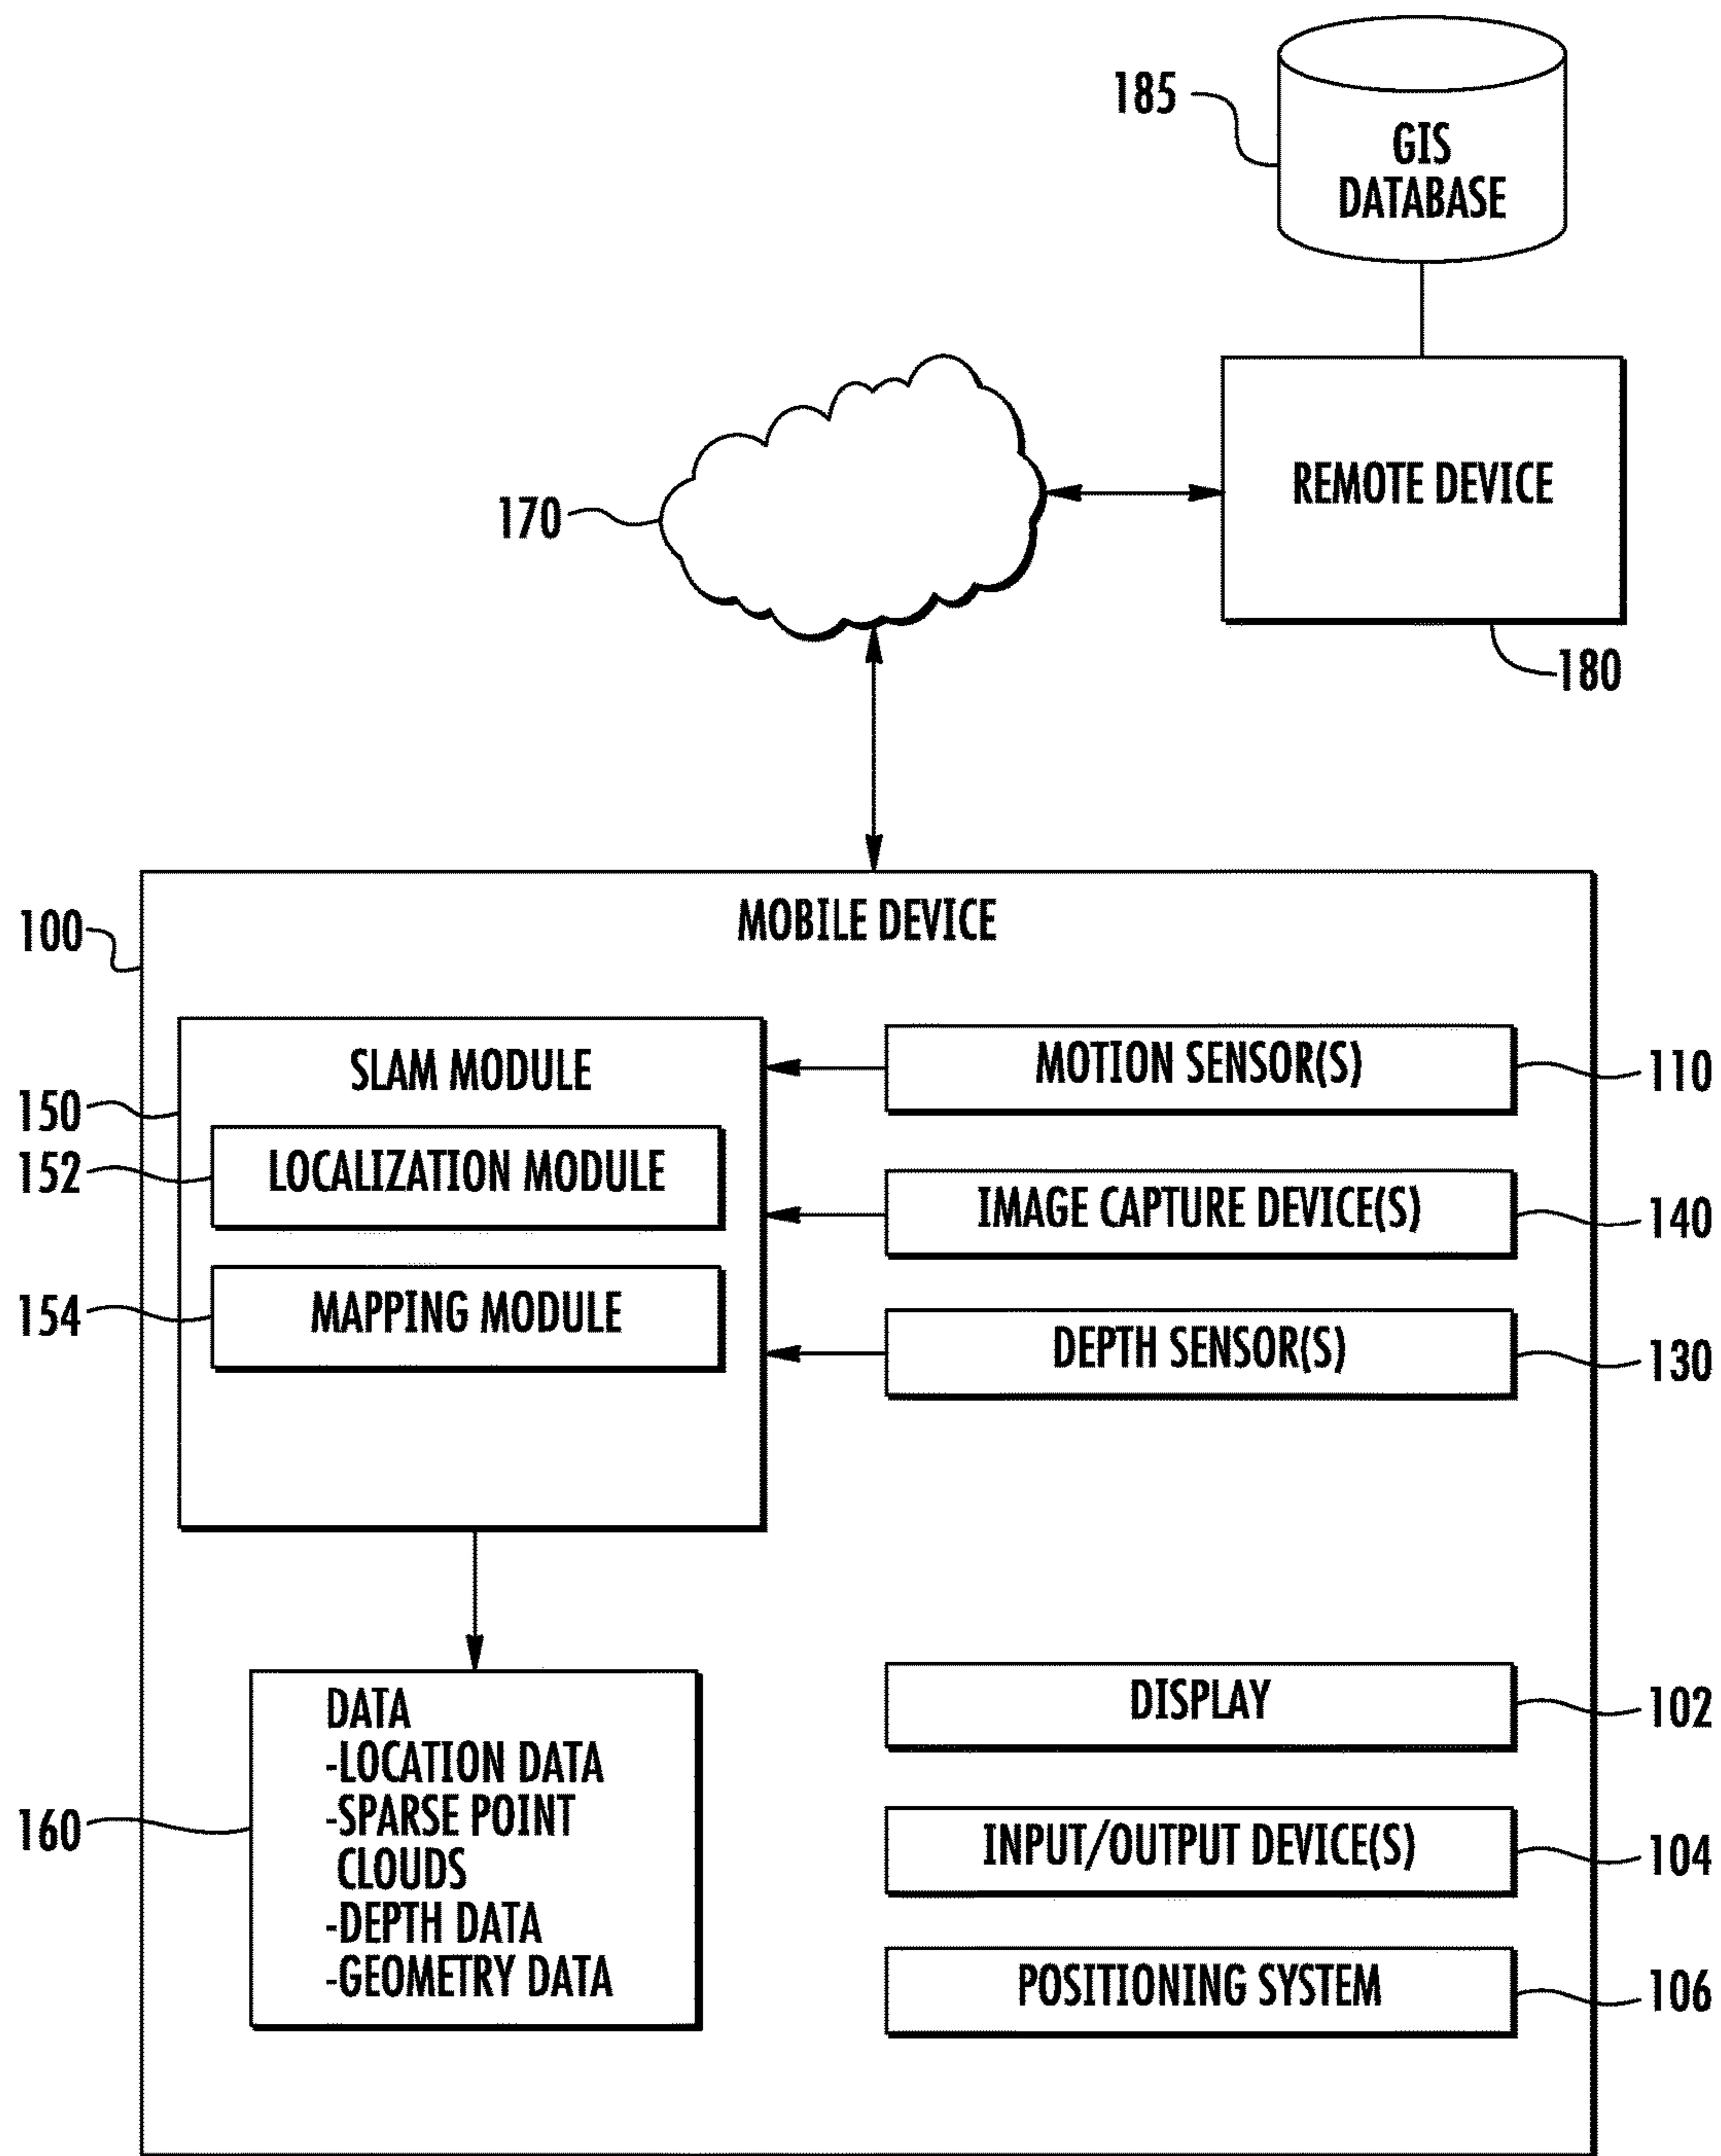 185
GIS
DATABASE
170
REMOTE DEVICE
180
100
MOBILE DEVICE
150
SLAM MODULE
152
LOCALIZATION MODULE
154
MAPPING MODULE
MOTION SENSOR(S)
110
IMAGE CAPTURE DEVICE(S)
140
DEPTH SENSOR(S)
130
160
DATA
-LOCATION DATA
-SPARSE POINT
CLOUDS
-DEPTH DATA
-GEOMETRY DATA
DISPLAY
102
INPUT/OUTPUT DEVICE(S)
104
POSITIONING SYSTEM
106